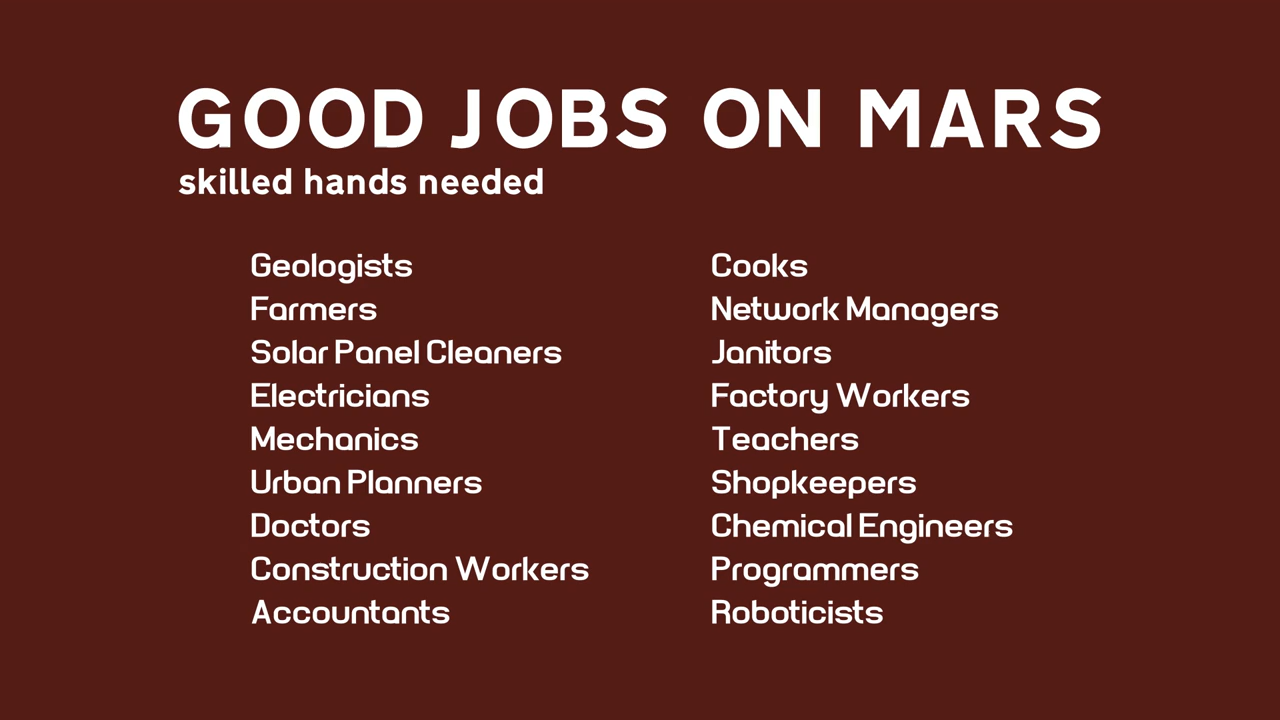 GOOD JOBS ON MARS
skilled hands needed
Geologists
Farmers
Solar Panel Cleaners
Electricians
Mechanics
Urban Planners
Doctors
Construction Workers
Accountants
Cooks
Network Managers
Janitors
Factory Workers
Teachers
Shopkeepers
Chemical Engineers
Programmers
Roboticists